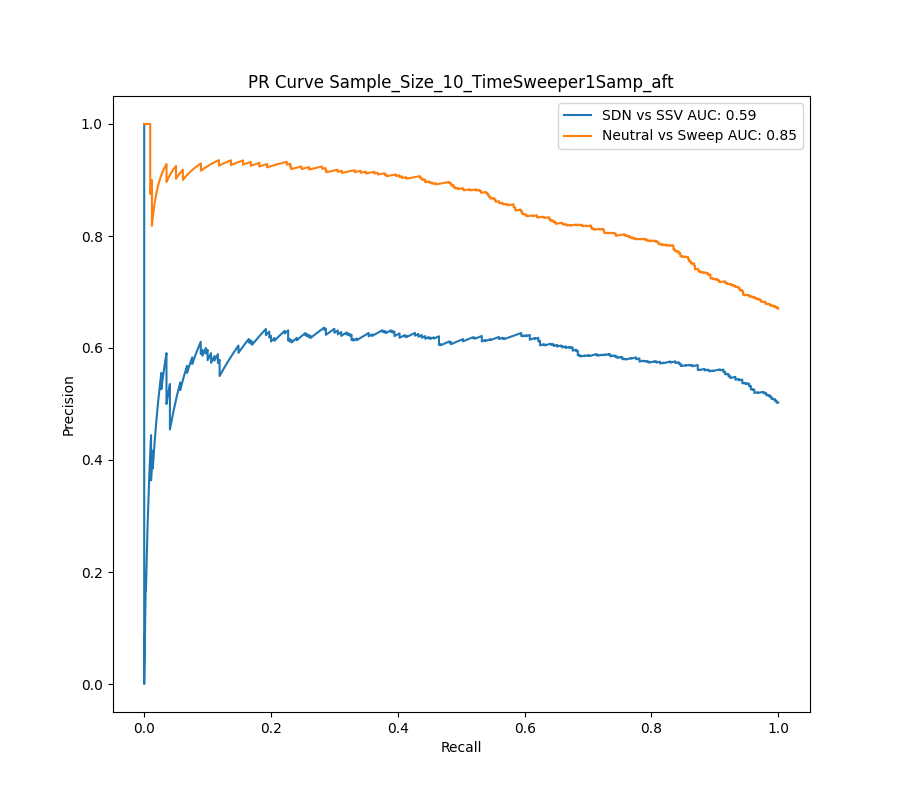 PR Curve Sample_Size_10_TimeSweeper1Samp_aft
SDN vs SSV AUC: 0.59
Neutral vs Sweep AUC: 0.85
1.0
0.8
0.6
0.4
0.2
0.0
Precision
0.0 0.2 0.4 0.6 0.8 1.0
Recall